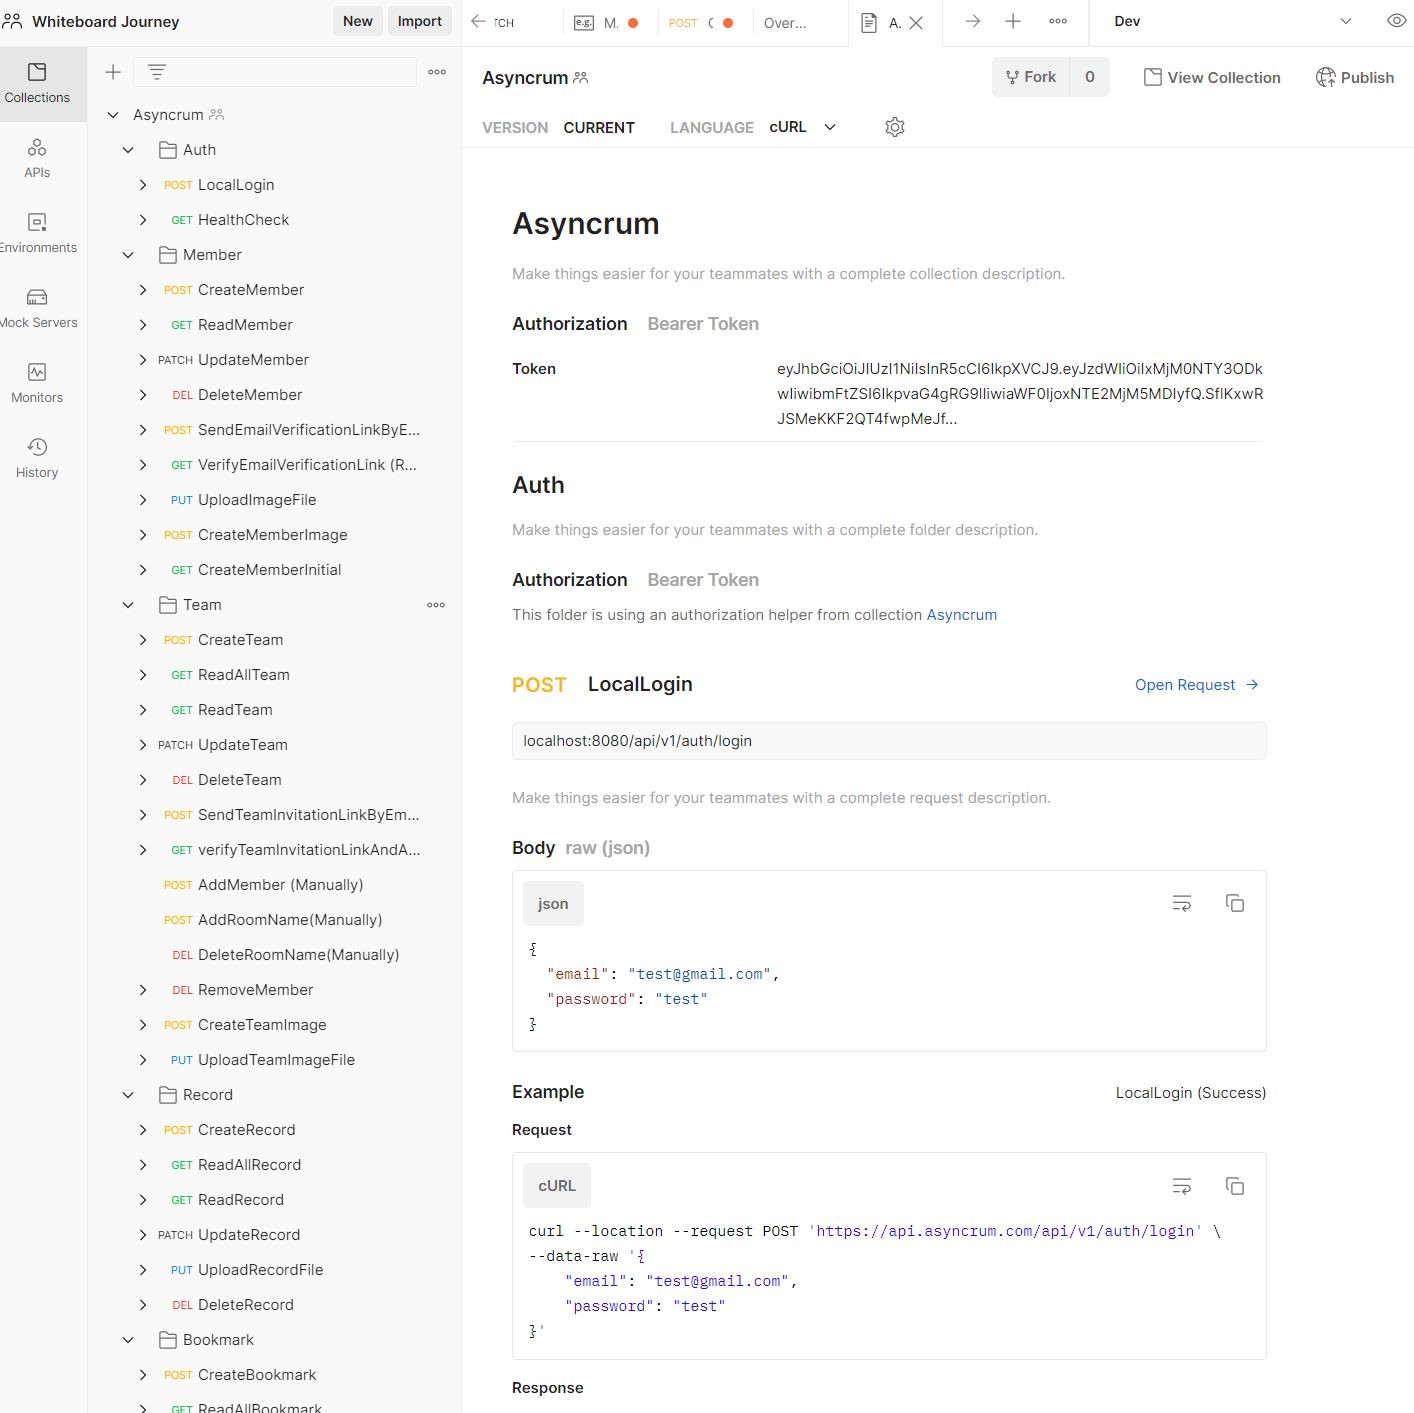 Whiteboard Journey
New
Import
TCH
e.g.
M.
POST
Over...
A.
Dev
Collections
APIs
Environments
Mock Servers
Monitors
History
Asyncrum
Auth
POST LocalLogin
GET HealthCheck
Member
POST CreateMember
GET ReadMember
PATCH UpdateMember
DEL DeleteMember
POST SendEmailVerificationLinkByE...
GET VerifyEmailVerificationLink (R...
PUT UploadImageFile
POST CreateMemberImage
GET CreateMemberInitial
Team
POST CreateTeam
GET ReadAllTeam
GET ReadTeam
PATCH UpdateTeam
DEL DeleteTeam
POST SendTeamInvitationLinkByEm...
GET verifyTeamInvitationLinkAndA...
POST AddMember (Manually)
POST AddRoomName(Manually)
DEL DeleteRoomName(Manually)
DEL RemoveMember
POST CreateTeamImage
PUT UploadTeamImageFile
Record
POST CreateRecord
GET ReadAllRecord
GET ReadRecord
PATCH UpdateRecord
PUT UploadRecordFile
DEL DeleteRecord
Bookmark
POST CreateBookmark
GET ReadAllBookmark
Asyncrum
Fork 0
View Collection
Publish
VERSION CURRENT LANGUAGE cURL
Asyncrum
Make things easier for your teammates with a complete collection description.
Authorization Bearer Token
Token
eyJhbGciOiJIUzI1NiIsInR5cCI6IkpXVCJ9.eyJzdWIiOiIxMjM0NTY3ODk
wIiwibmFtZSI6IkpvaG4gRG9lIiwiaWF0IjoxNTE2MjM5MDIyfQ.SflKxwR
JSMeKKF2QT4fwpMeJf...
Auth
Make things easier for your teammates with a complete folder description.
Authorization Bearer Token
This folder is using an authorization helper from collection Asyncrum
POST LocalLogin
Open Request
localhost:8080/api/v1/auth/login
Make things easier for your teammates with a complete request description.
Body raw (json)
json
{
"email": "test@gmail.com",
"password": "test"
}
Example
LocalLogin (Success)
Request
cURL
curl --location --request POST 'https://api.asyncrum.com/api/v1/auth/login' \
--data-raw '{
"email": "test@gmail.com",
"password": "test"
}'
Response